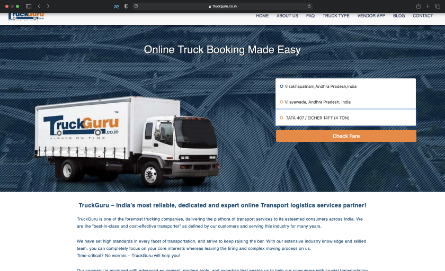 truckguru.co.in
TruckGuru
HOME ABOUT US FAQ TRUCK TYPE VENDOR APP BLOG CONTACT
Online Truck Booking Made Easy
Visakhapatnam, Andhra Pradesh, India
Vijayawada, Andhra Pradesh, India
TATA 407 / EICHER 14FT (4 TON)
Check Fare
TruckGuru
.co.in
ALWAYS ON TIME
TRUCKGURU – India's most reliable, dedicated and expert online Transport logistics services partner!
TruckGuru is one of the foremost trucking companies, delivering the platform of transport services to its esteemed consumers across India. We
are the "best-in-class and cost-effective transporter" as defined by our customers and serving this industry for many years.
We have set high standards in every facet of transportation, and strive to keep raising the bar. With our extensive industry knowledge and skilled
team, you can completely focus on your core interests whereas leaving the tiring and complex moving process on us.
Time-critical? No worries – TruckGuru will help you!